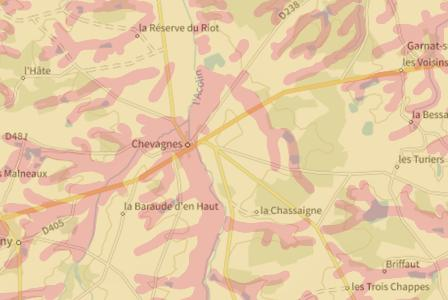 D238
la Réserve du Riot
Garnat-s
les Voisins
l'Hâte
l'Acolin
la Bessa
D481
Chevagnes
les Turiers
s Malneaux
la Baraude d'en Haut
la Chassaigne
D405
ny
Briffaut
les Trois Chappes